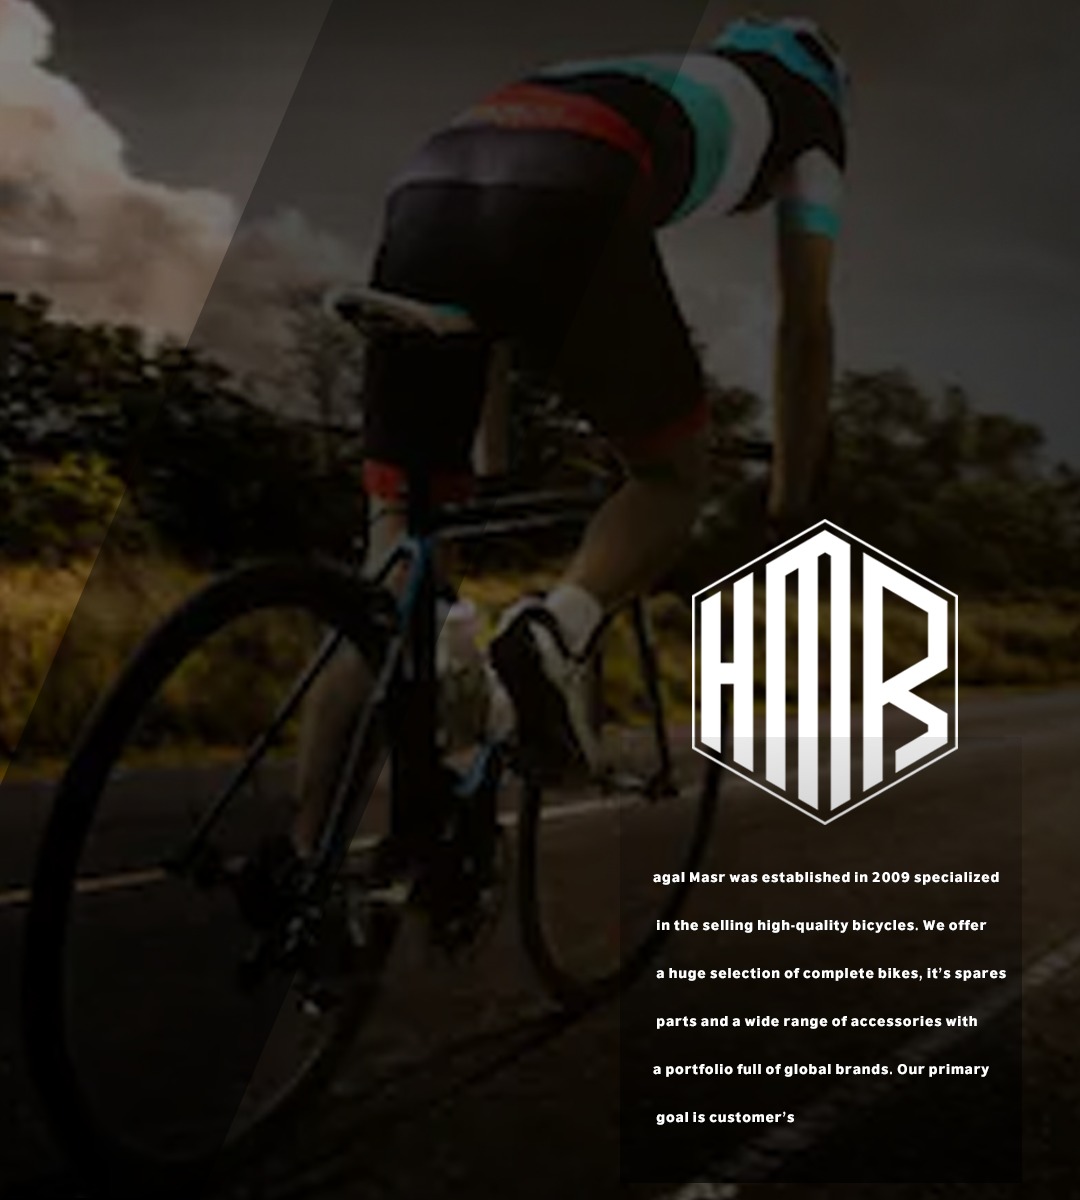 HMR
agal Masr was established in 2009 specialized
in the selling high-quality bicycles. We offer
a huge selection of complete bikes, it’s spares
parts and a wide range of accessories with
a portfolio full of global brands. Our primary
goal is customer’s